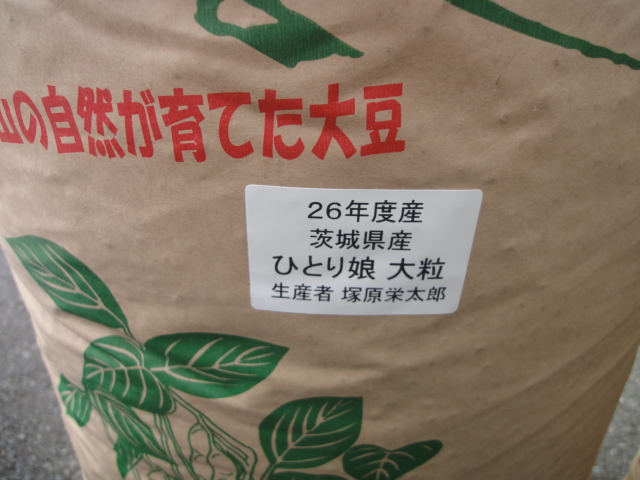 山の自然が育てた大豆
26年度産
茨城県産
ひとり娘 大粒
生産者 塚原栄太郎